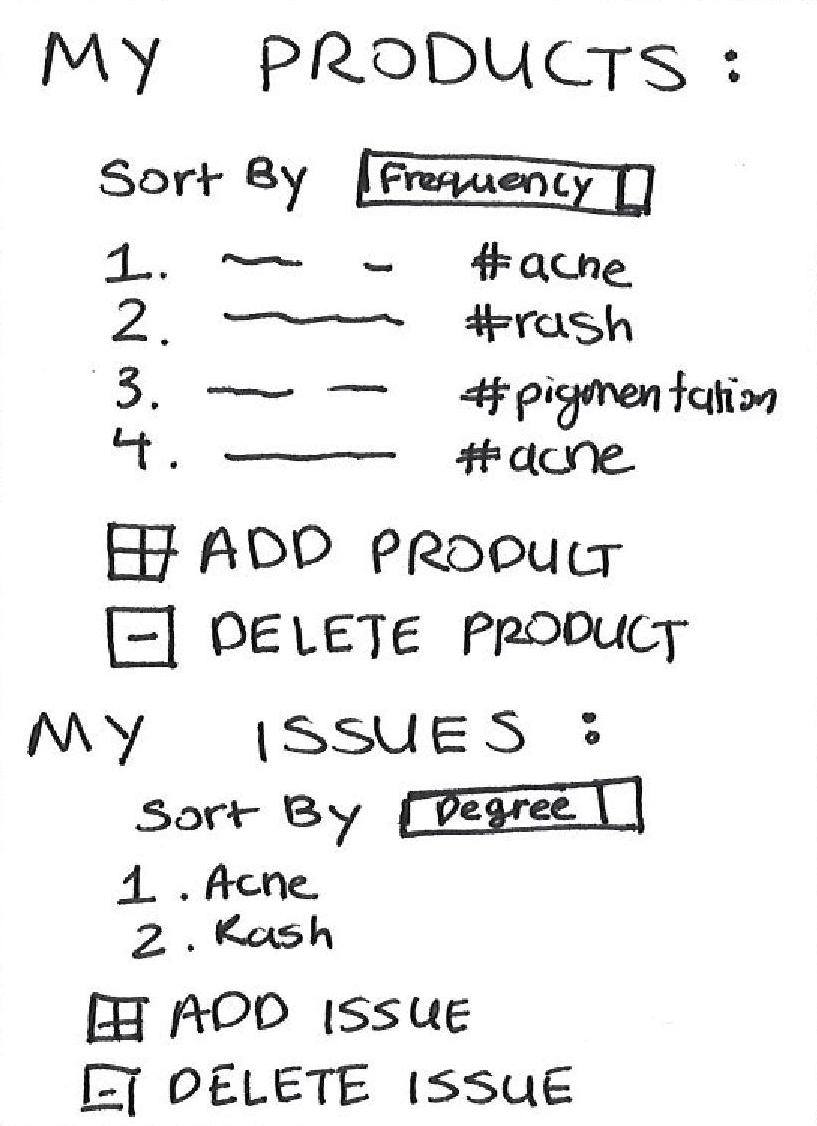 MY PRODUCTS:
Sort By Frequency
1. #acne
2. #rash
3. #pigmentation
4. #acne
ADD PRODUCT
DELETE PRODUCT
MY ISSUES:
Sort By Degree
1. Acne
2. Rash
ADD ISSUE
DELETE ISSUE